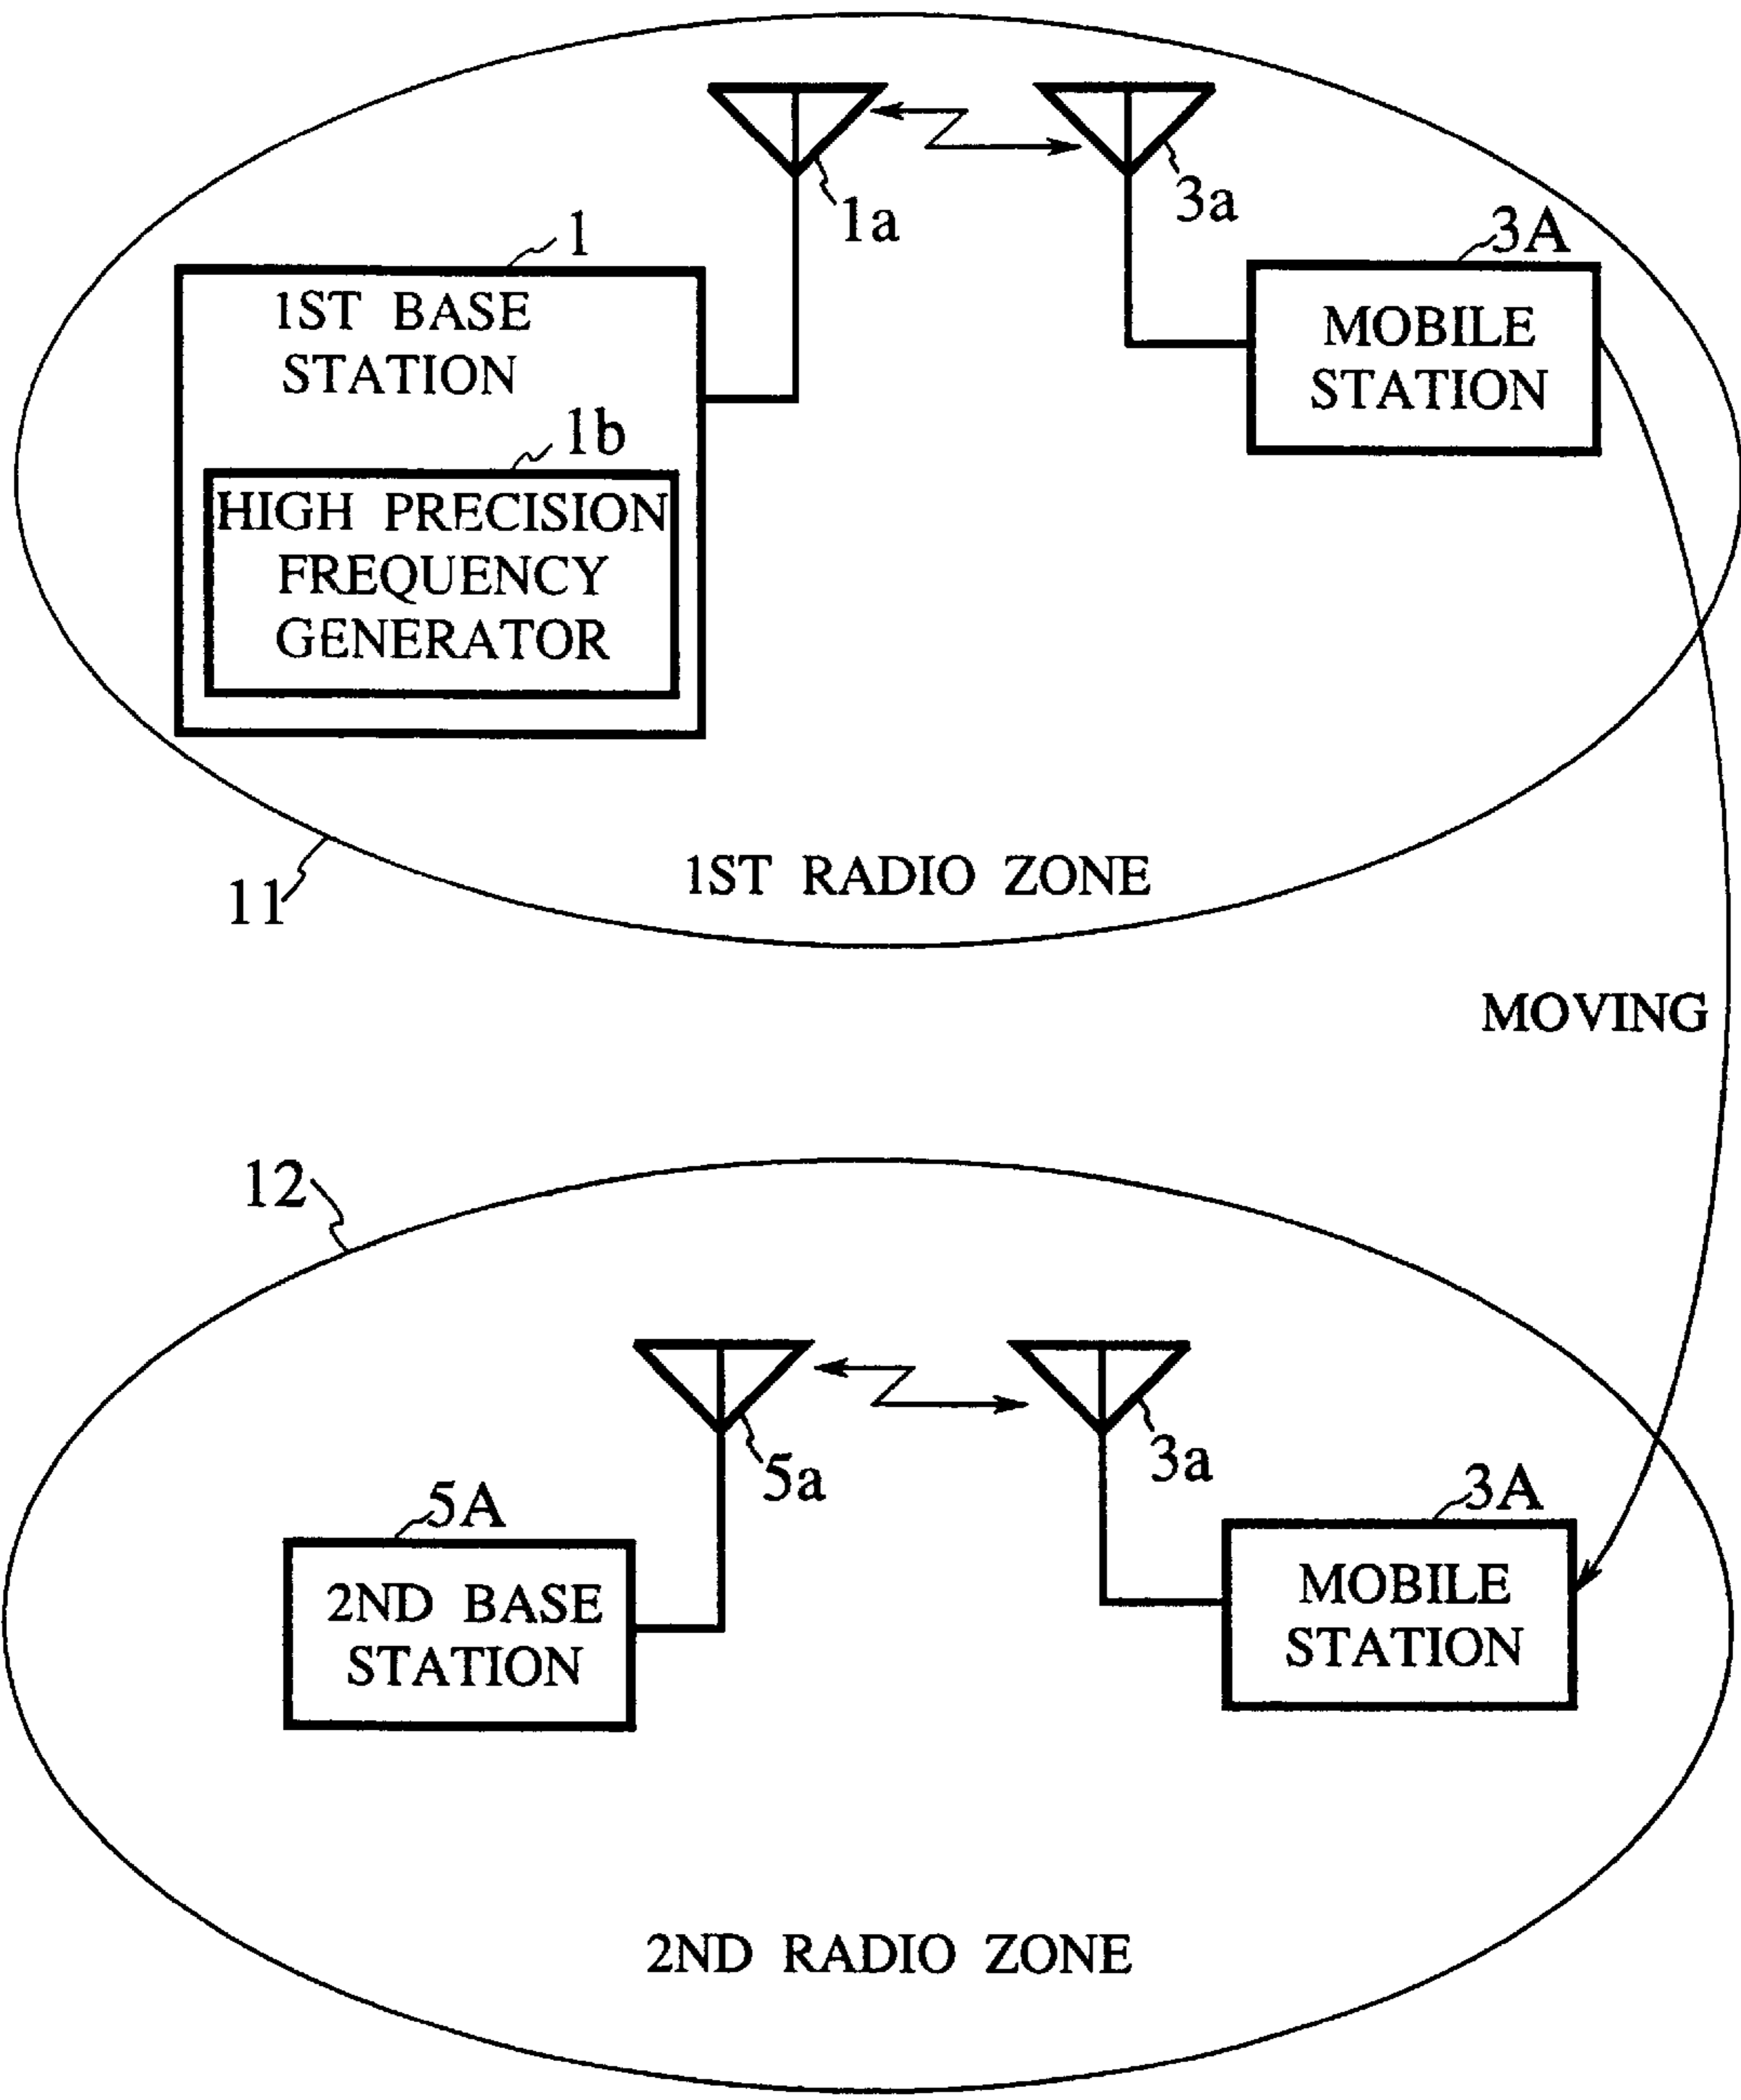 1a
3a
1
3A
1ST BASE
STATION
MOBILE
STATION
1b
HIGH PRECISION
FREQUENCY
GENERATOR
1ST RADIO ZONE
11
MOVING
12
5a
3a
5A
3A
2ND BASE
STATION
MOBILE
STATION
2ND RADIO ZONE